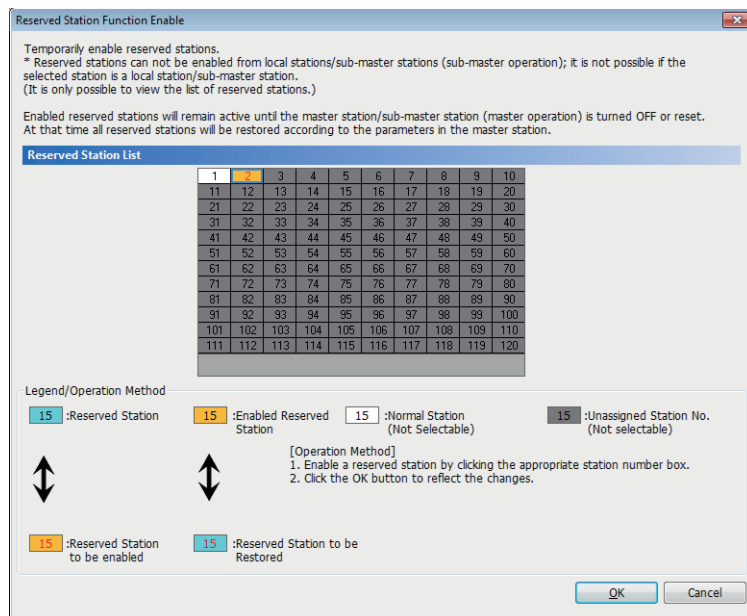 Reserved Station Function Enable
Temporarily enable reserved stations.
* Reserved stations can not be enabled from local stations/sub-master stations (sub-master operation); it is not possible if the
selected station is a local station/sub-master station.
(It is only possible to view the list of reserved stations.)
Enabled reserved stations will remain active until the master station/sub-master station (master operation) is turned OFF or reset.
At that time all reserved stations will be restored according to the parameters in the master station.
Reserved Station List
1 2 3 4 5 6 7 8 9 10
11 12 13 14 15 16 17 18 19 20
21 22 23 24 25 26 27 28 29 30
31 32 33 34 35 36 37 38 39 40
41 42 43 44 45 46 47 48 49 50
51 52 53 54 55 56 57 58 59 60
61 62 63 64 65 66 67 68 69 70
71 72 73 74 75 76 77 78 79 80
81 82 83 84 85 86 87 88 89 90
91 92 93 94 95 96 97 98 99 100
101 102 103 104 105 106 107 108 109 110
111 112 113 114 115 116 117 118 119 120
Legend/Operation Method
15 :Reserved Station 15 :Enabled Reserved 15 :Normal Station 15 :Unassigned Station No.
Station (Not Selectable) (Not selectable)
[Operation Method]
1. Enable a reserved station by clicking the appropriate station number box.
2. Click the OK button to reflect the changes.
15 :Reserved Station 15 :Reserved Station to be
to be enabled Restored
OK Cancel